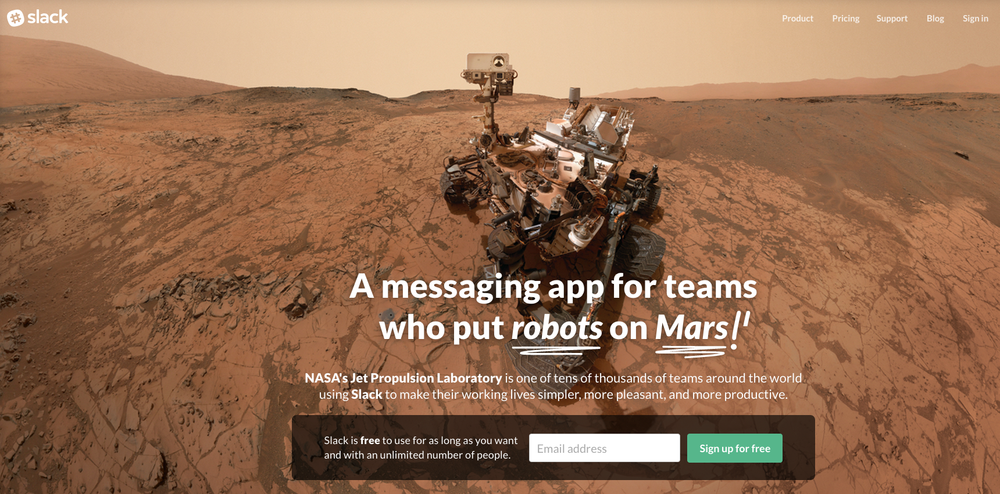 slack
Product Pricing Support Blog Sign in
A messaging app for teams
who put robots on Mars!
NASA's Jet Propulsion Laboratory is one of tens of thousands of teams around the world
using Slack to make their working lives simpler, more pleasant, and more productive.
Slack is free to use for as long as you want
and with an unlimited number of people.
Email address
Sign up for free